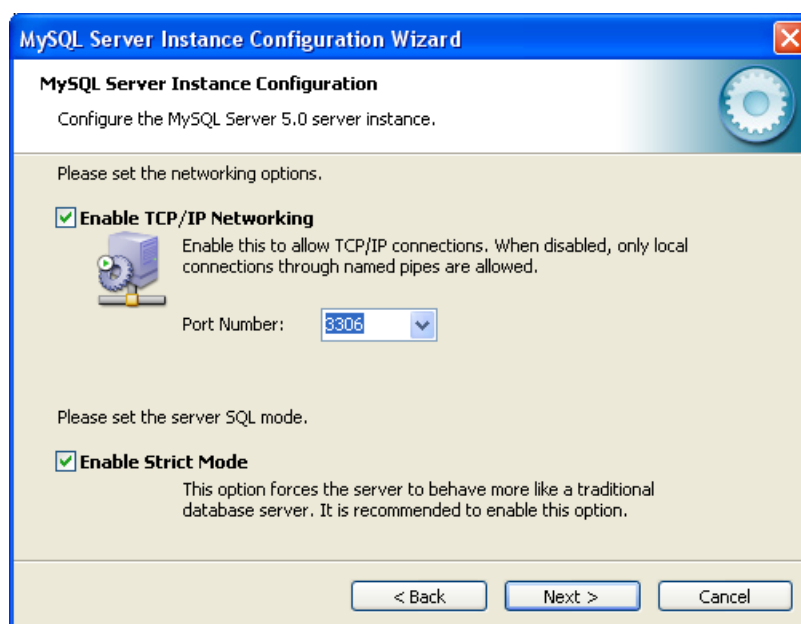 MySQL Server Instance Configuration Wizard
MySQL Server Instance Configuration
Configure the MySQL Server 5.0 server instance.
Please set the networking options.
Enable TCP/IP Networking
Enable this to allow TCP/IP connections. When disabled, only local
connections through named pipes are allowed.
Port Number: 3306
Please set the server SQL mode.
Enable Strict Mode
This option forces the server to behave more like a traditional
database server. It is recommended to enable this option.
< Back Next > Cancel